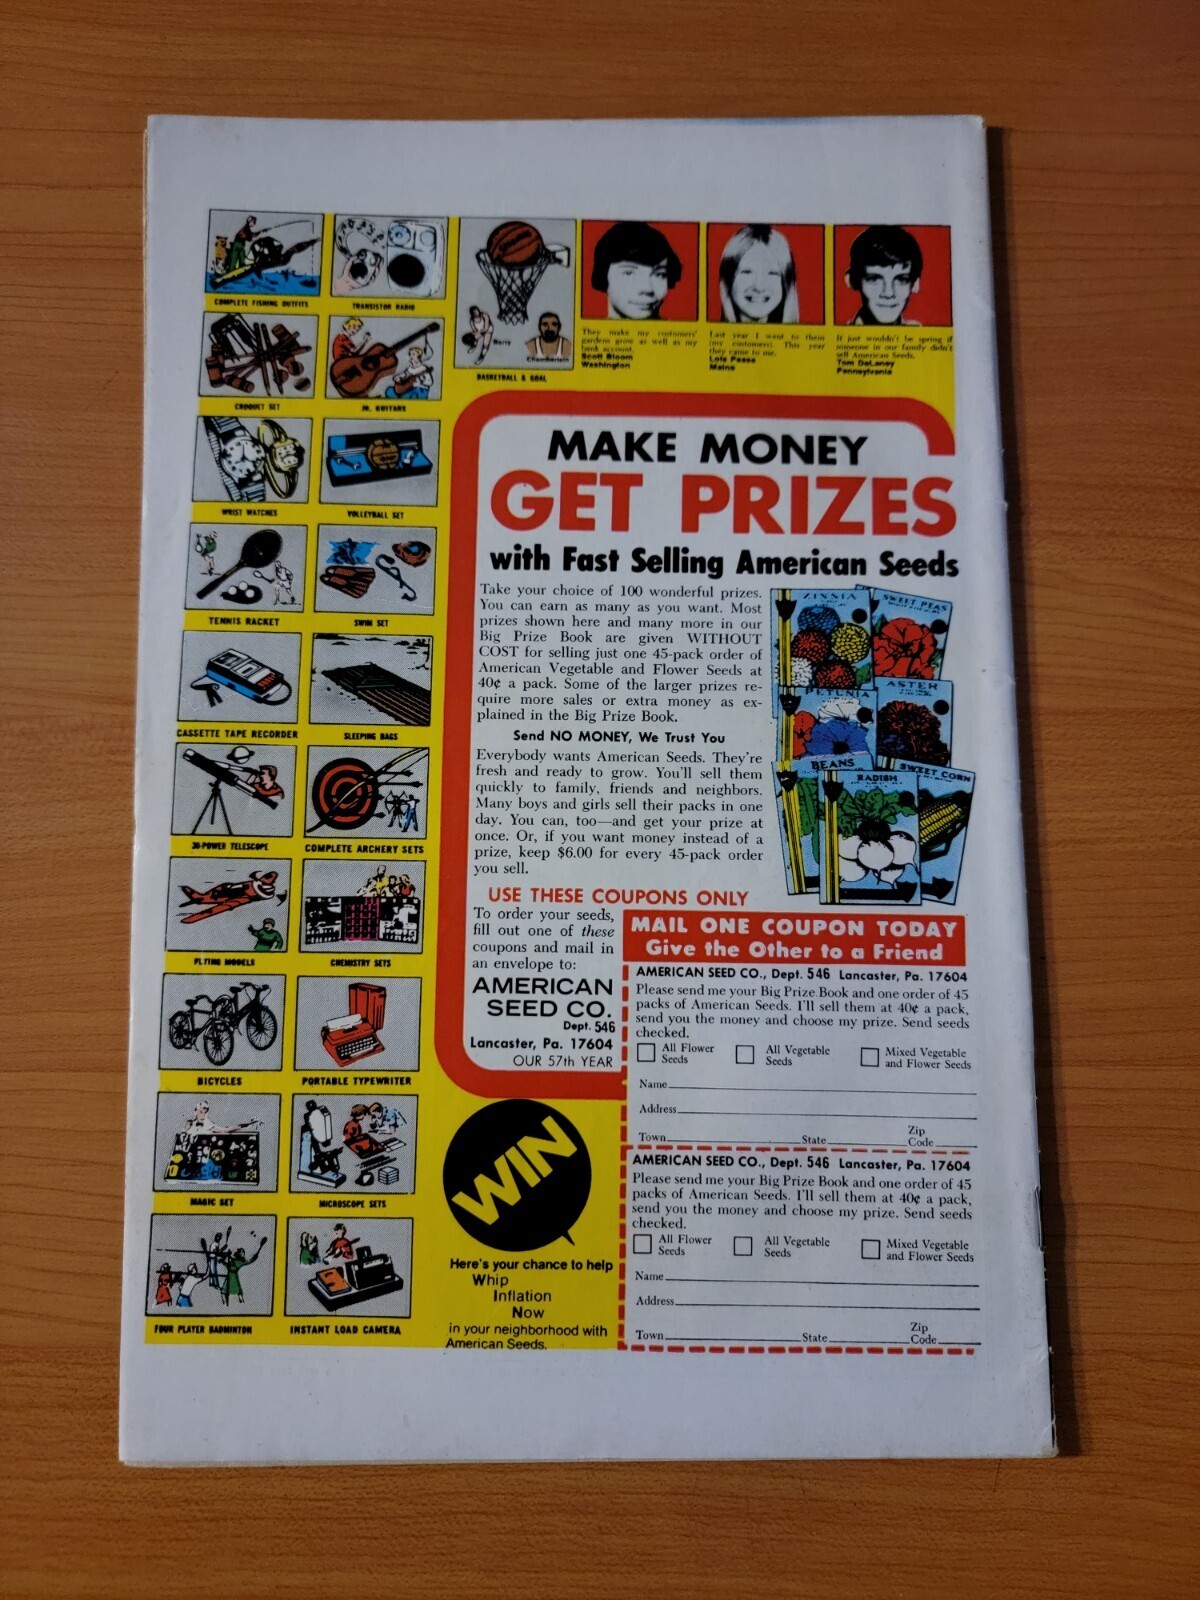 COMPLETE FISHING OUTFITS
TRANSISTOR RADIO
CROQUET SET
JR. GUITARS
WRIST WATCHES
VOLLEYBALL SET
TENNIS RACKET
SWIM SET
CASSETTE TAPE RECORDER
SLEEPING BAGS
30-POWER TELESCOPE
COMPLETE ARCHERY SETS
FLYING MODELS
CHEMISTRY SETS
BICYCLES
PORTABLE TYPEWRITER
MAGIC SET
MICROSCOPE SETS
FOUR PLAYER BADMINTON
INSTANT LOAD CAMERA
Barry
Chamberlain
BASKETBALL & GOAL
They make my customers'
gardens grow as well as my
bank account.
Scott Bloom
Washington
Last year I went to them
(my customers). This year
they came to me.
Lois Pease
Maine
It just wouldn't be spring if
someone in our family didn't
sell American Seeds.
Tom DeLaney
Pennsylvania
MAKE MONEY
GET PRIZES
with Fast Selling American Seeds
Take your choice of 100 wonderful prizes.
You can earn as many as you want. Most
prizes shown here and many more in our
Big Prize Book are given WITHOUT
COST for selling just one 45-pack order of
American Vegetable and Flower Seeds at
40¢ a pack. Some of the larger prizes re-
quire more sales or extra money as ex-
plained in the Big Prize Book.
Send NO MONEY, We Trust You
Everybody wants American Seeds. They're
fresh and ready to grow. You'll sell them
quickly to family, friends and neighbors.
Many boys and girls sell their packs in one
day. You can, too—and get your prize at
once. Or, if you want money instead of a
prize, keep $6.00 for every 45-pack order
you sell.
ZINNIA
SWEET PEAS
PETUNIA
ASTER
BEANS
RADISH
SWEET CORN
USE THESE COUPONS ONLY
To order your seeds,
fill out one of these
coupons and mail in
an envelope to:
AMERICAN
SEED CO.
Dept. 546
Lancaster, Pa. 17604
OUR 57th YEAR
MAIL ONE COUPON TODAY
Give the Other to a Friend
AMERICAN SEED CO., Dept. 546 Lancaster, Pa. 17604
Please send me your Big Prize Book and one order of 45
packs of American Seeds. I'll sell them at 40¢ a pack,
send you the money and choose my prize. Send seeds
checked.
All Flower Seeds
All Vegetable Seeds
Mixed Vegetable and Flower Seeds
Name
Address
Town State Zip Code
AMERICAN SEED CO., Dept. 546 Lancaster, Pa. 17604
Please send me your Big Prize Book and one order of 45
packs of American Seeds. I'll sell them at 40¢ a pack,
send you the money and choose my prize. Send seeds
checked.
All Flower Seeds
All Vegetable Seeds
Mixed Vegetable and Flower Seeds
Name
Address
Town State Zip Code
WIN
Here's your chance to help
Whip
Inflation
Now
in your neighborhood with
American Seeds.